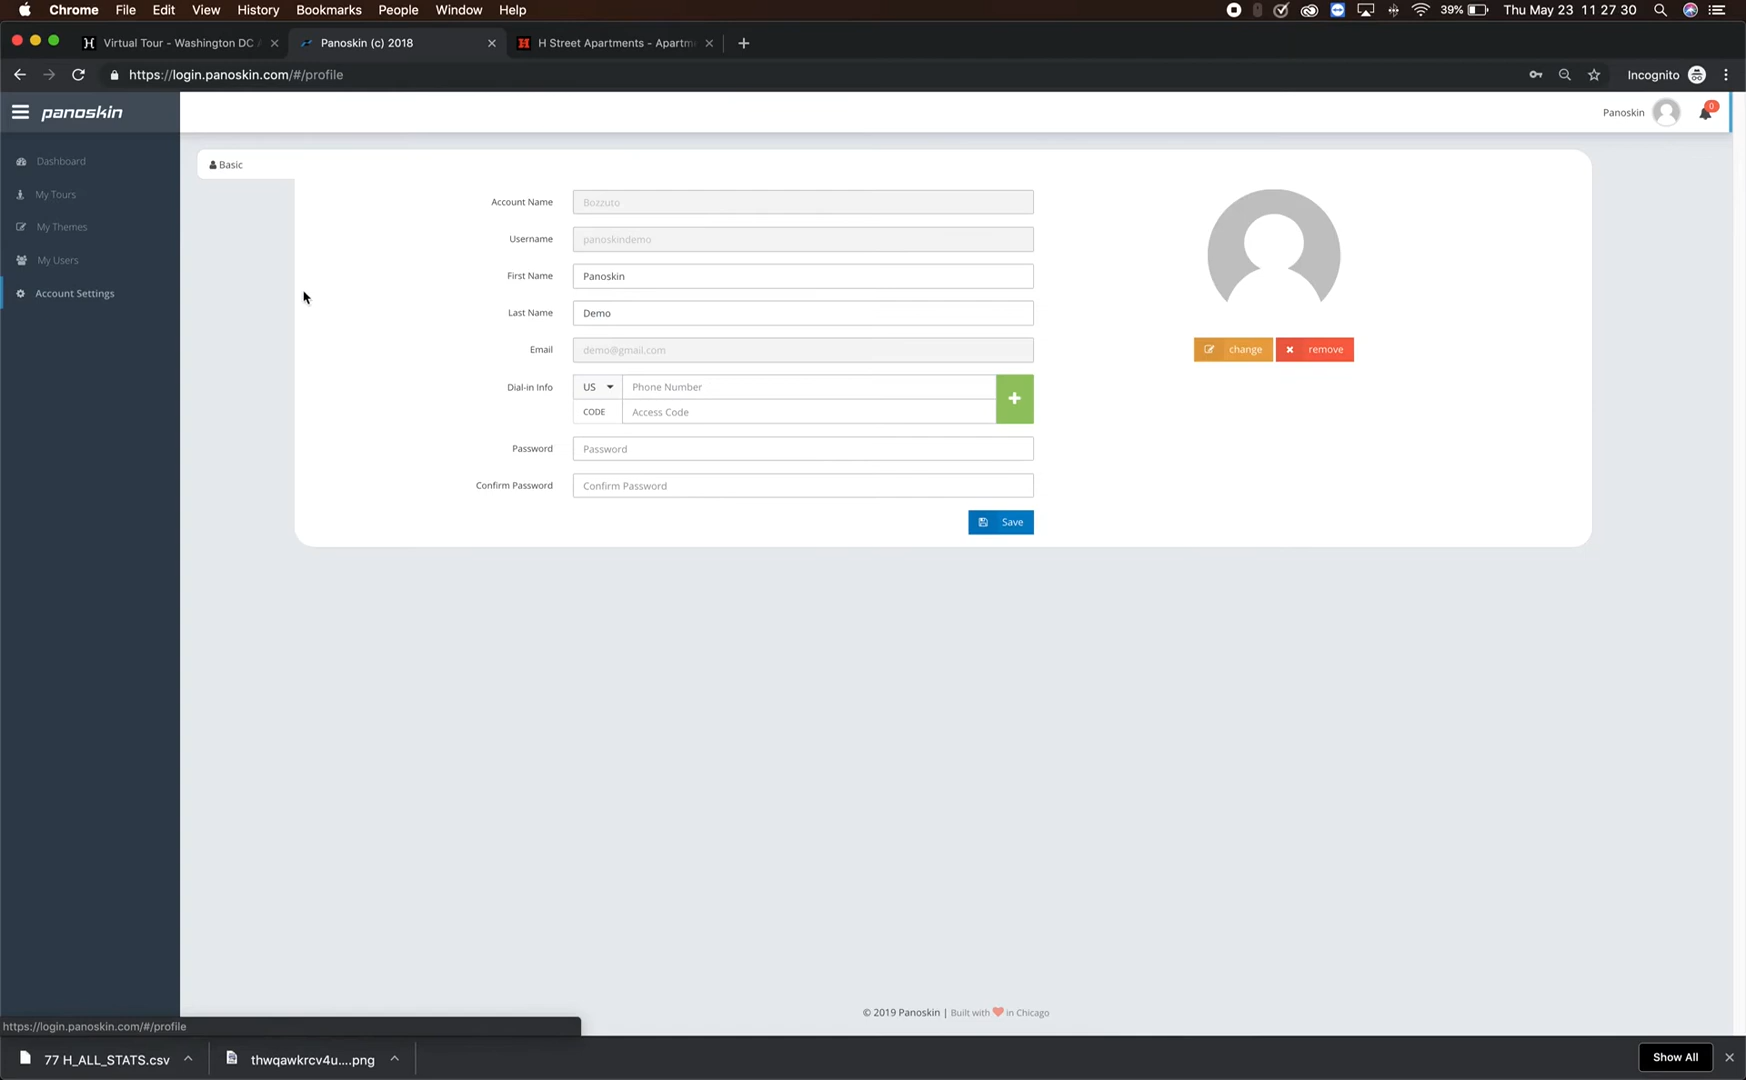 Chrome File Edit View History Bookmarks People Window Help 39% Thu May 23 11 27 30
Virtual Tour - Washington DC Panoskin (c) 2018 H Street Apartments - Apartm
https://login.panoskin.com/#/profile Incognito
panoskin Panoskin 0
Dashboard
My Tours
My Themes
My Users
Account Settings
Basic
Account Name Bozzuto
Username panoskindemo
First Name Panoskin
Last Name Demo
Email demo@gmail.com
change remove
Dial-in Info US Phone Number
CODE Access Code
Password Password
Confirm Password Confirm Password
Save
© 2019 Panoskin | Built with in Chicago
https://login.panoskin.com/#/profile
77 H_ALL_STATS.csv thwqawkrcv4u....png Show All